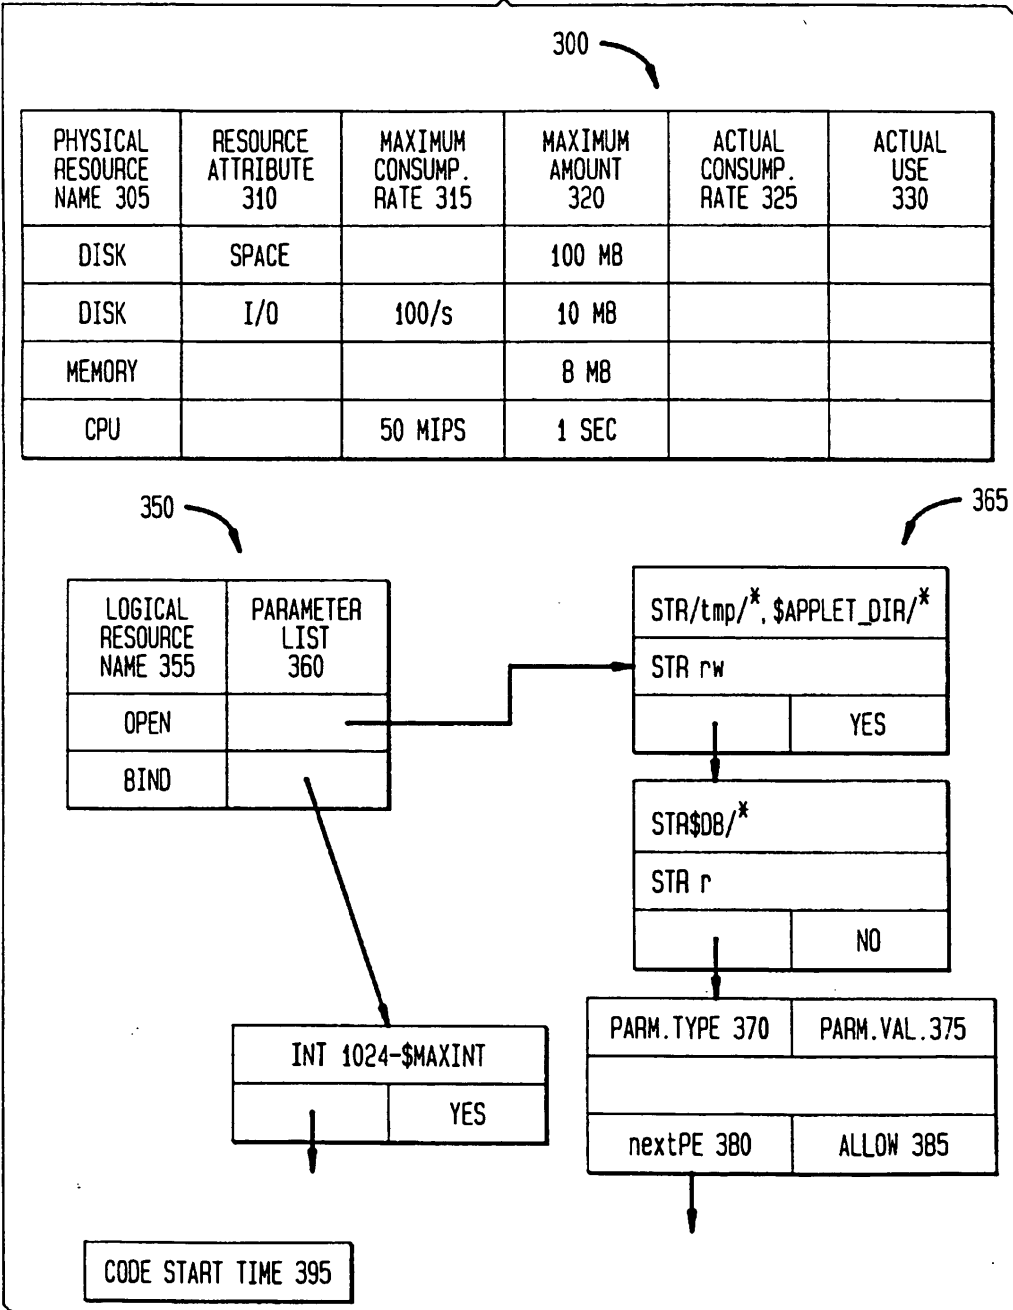 300
PHYSICAL RESOURCE NAME 305 RESOURCE ATTRIBUTE 310 MAXIMUM CONSUMP. RATE 315 MAXIMUM AMOUNT 320 ACTUAL CONSUMP. RATE 325 ACTUAL USE 330
DISK SPACE 100 MB
DISK I/O 100/s 10 MB
MEMORY 8 MB
CPU 50 MIPS 1 SEC
350
365
LOGICAL RESOURCE NAME 355 PARAMETER LIST 360
OPEN
BIND
STR/tmp/*, $APPLET_DIR/*
STR rw
YES
STR$DB/*
STR r
NO
PARM.TYPE 370 PARM.VAL.375
nextPE 380 ALLOW 385
INT 1024-$MAXINT
YES
CODE START TIME 395